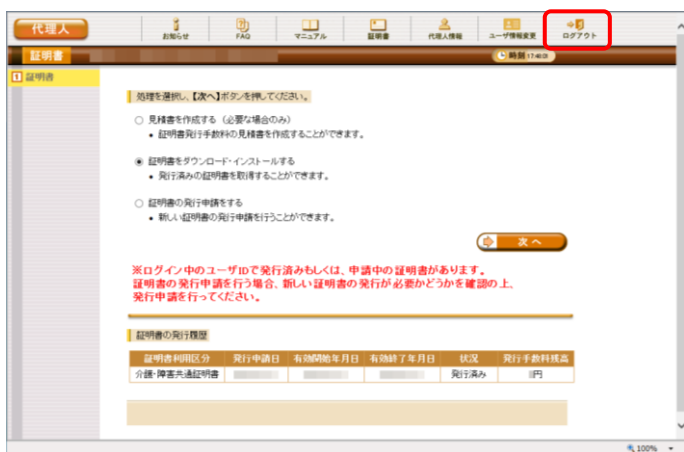 代理人
お知らせ
FAQ
マニュアル
証明書
代理人情報
ユーザ情報変更
ログアウト
証明書
時刻 17:46:01
1 証明書
処理を選択し、【次へ】ボタンを押してください。
見積書を作成する (必要な場合のみ)
• 証明書発行手数料の見積書を作成することができます。
証明書をダウンロード・インストールする
• 発行済みの証明書を取得することができます。
証明書の発行申請をする
• 新しい証明書の発行申請を行うことができます。
次へ
※ログイン中のユーザIDで発行済みもしくは、申請中の証明書があります。
証明書の発行申請を行う場合、新しい証明書の発行が必要かどうかを確認の上、
発行申請を行ってください。
証明書の発行履歴
証明書利用区分 発行申請日 有効開始年月日 有効終了年月日 状況 発行手数料残高
介護・障害共通証明書 発行済み 円
100%